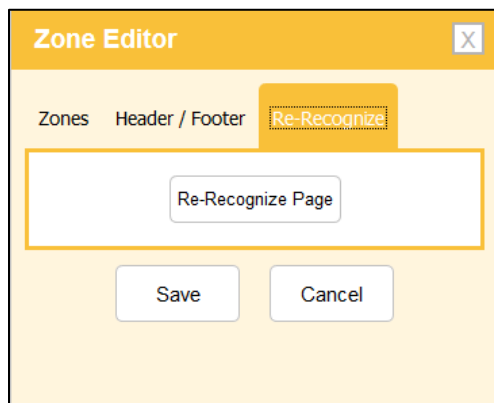 Zone Editor X
Zones Header / Footer Re-Recognize
Re-Recognize Page
Save Cancel